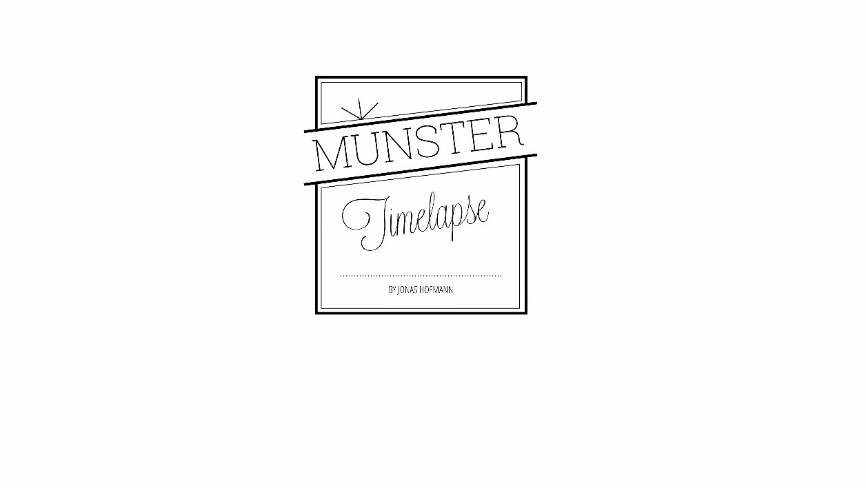 MUNSTER
Timelapse
BY JONAS HOFMANN